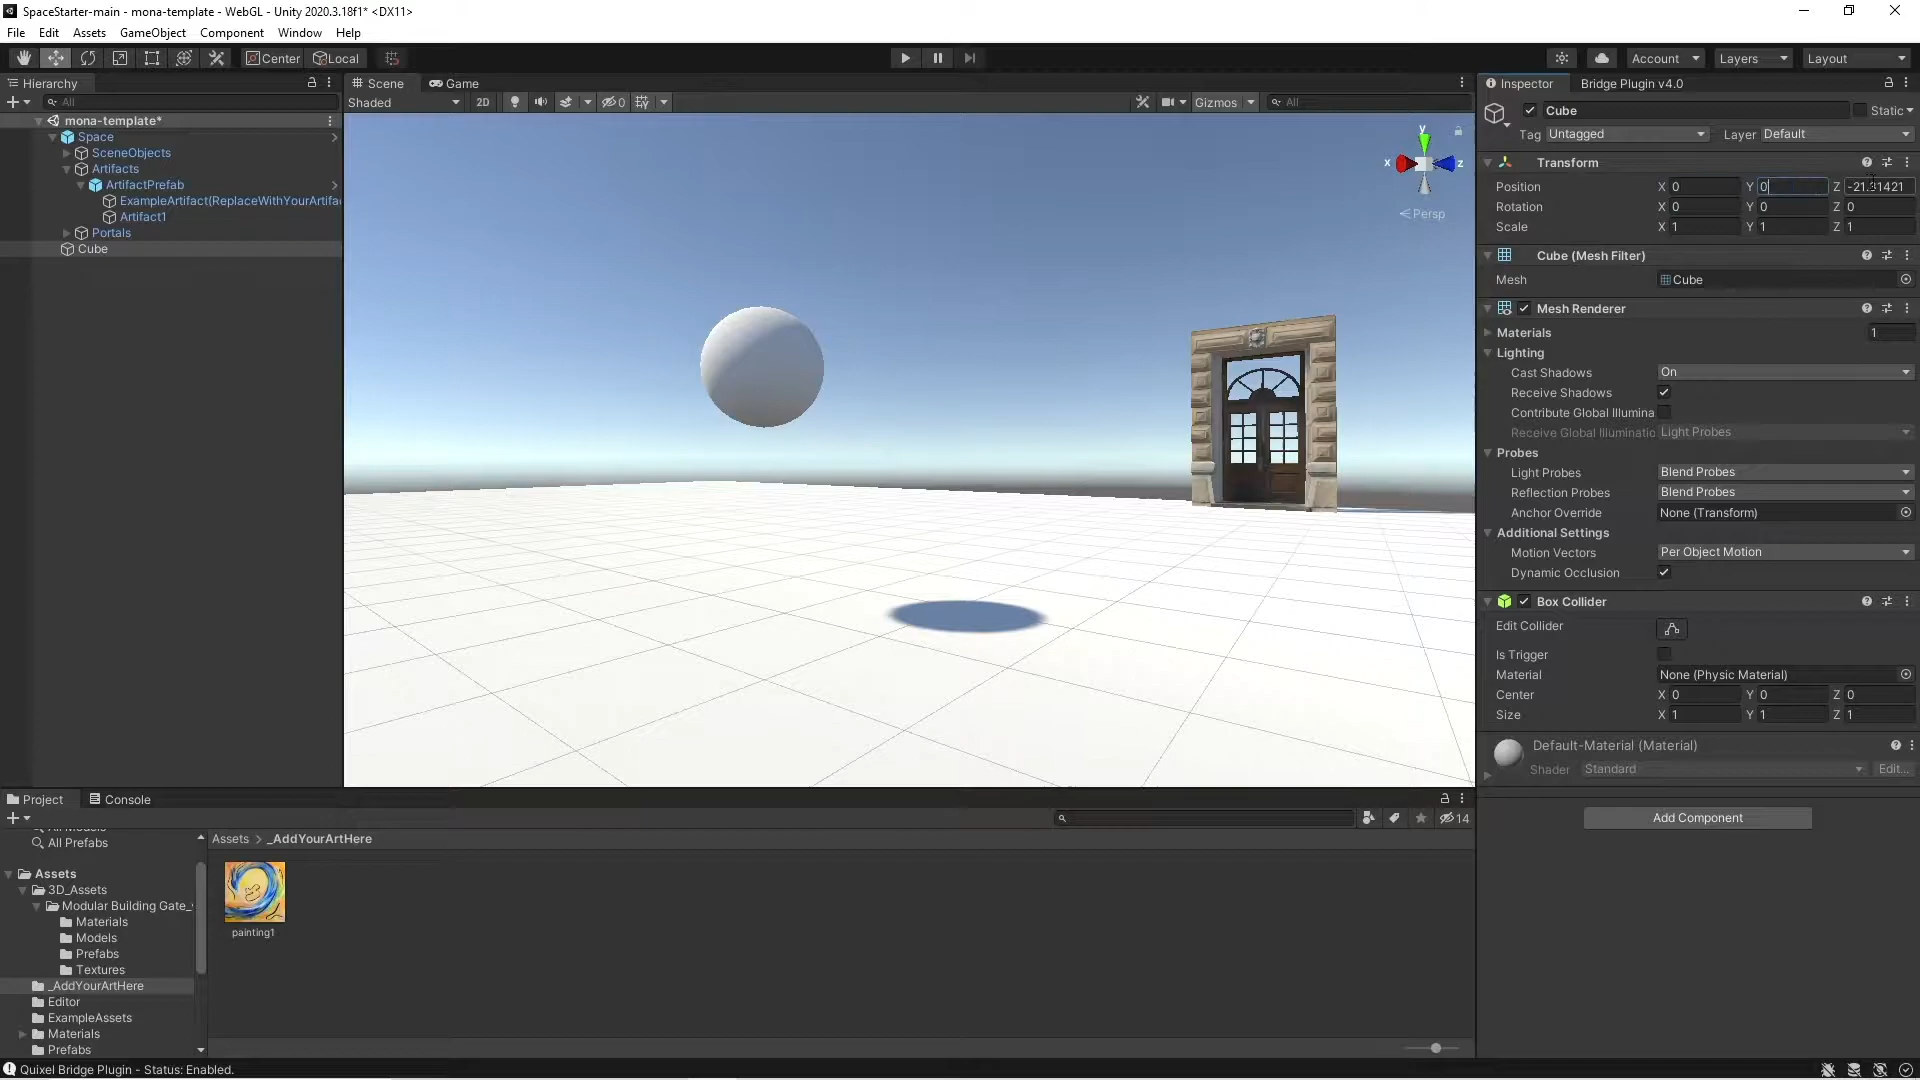 SpaceStarter-main - mona-template - WebGL - Unity 2020.3.18f1* <DX11>
File Edit Assets GameObject Component Window Help
Center Local Account Layers Layout
Hierarchy
All
mona-template*
Space
SceneObjects
Artifacts
ArtifactPrefab
ExampleArtifact(ReplaceWithYourArtifac
Artifact1
Portals
Cube
Scene Game
Shaded 2D 0 Gizmos All
y
x z
Persp
Inspector Bridge Plugin v4.0
Cube Static
Tag Untagged Layer Default
Transform
Position X 0 Y 0 Z -21.31421
Rotation X 0 Y 0 Z 0
Scale X 1 Y 1 Z 1
Cube (Mesh Filter)
Mesh Cube
Mesh Renderer
Materials 1
Lighting
Cast Shadows On
Receive Shadows
Contribute Global Illumina
Receive Global Illuminatio Light Probes
Probes
Light Probes Blend Probes
Reflection Probes Blend Probes
Anchor Override None (Transform)
Additional Settings
Motion Vectors Per Object Motion
Dynamic Occlusion
Box Collider
Edit Collider
Is Trigger
Material None (Physic Material)
Center X 0 Y 0 Z 0
Size X 1 Y 1 Z 1
Default-Material (Material)
Shader Standard Edit...
Add Component
Project Console
14
All Models
All Prefabs
Assets
3D_Assets
Modular Building Gate_
Materials
Models
Prefabs
Textures
_AddYourArtHere
Editor
ExampleAssets
Materials
Prefabs
Assets > _AddYourArtHere
painting1
Quixel Bridge Plugin - Status: Enabled.